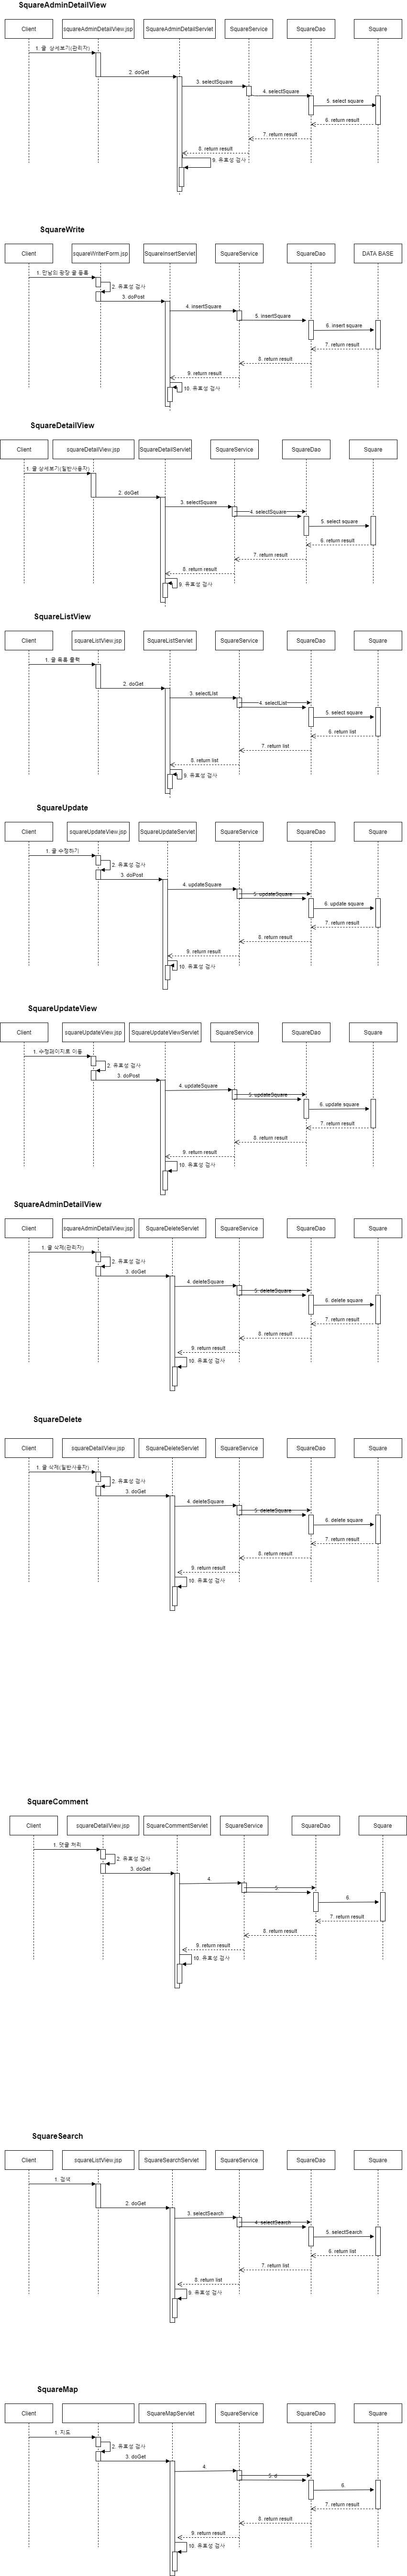 SquareAdminDetailView
Client
squareAdminDetailView.jsp
SquareAdminDetailServlet
SquareService
SquareDao
Square
1. 글 상세보기(관리자)
2. doGet
3. selectSquare
4. selectSquare
5. select square
6. return result
7. return result
8. return result
9. 유효성 검사
SquareWrite
Client
squareWriterForm.jsp
SquareInsertServlet
SquareService
SquareDao
DATA BASE
1. 만남의 광장 글 등록
2. 유효성 검사
3. doPost
4. insertSquare
5. insertSquare
6. insert square
7. return result
8. return result
9. return result
10. 유효성 검사
SquareDetailView
Client
squareDetailView.jsp
SquareDetailServlet
SquareService
SquareDao
Square
1. 글 상세보기(일반사용자)
2. doGet
3. selectSquare
4. selectSquare
5. select square
6. return result
7. return result
8. return result
9. 유효성 검사
SquareListView
Client
squareListView.jsp
SquareListServlet
SquareService
SquareDao
Square
1. 글 목록 클릭
2. doGet
3. selectList
4. selectList
5. select square
6. return list
7. return list
8. return list
9. 유효성 검사
SquareUpdate
Client
squareUpdateView.jsp
SquareUpdateServlet
SquareService
SquareDao
Square
1. 글 수정하기
2. 유효성 검사
3. doPost
4. updateSquare
5. updateSquare
6. update square
7. return result
8. return result
9. return result
10. 유효성 검사
SquareUpdateView
Client
squareUpdateView.jsp
SquareUpdateViewServlet
SquareService
SquareDao
Square
1. 수정페이지로 이동
2. 유효성 검사
3. doPost
4. updateSquare
5. updateSquare
6. update square
7. return result
8. return result
9. return result
10. 유효성 검사
SquareAdminDetailView
Client
squareAdminDetailView.jsp
SquareDeleteServlet
SquareService
SquareDao
Square
1. 글 삭제(관리자)
2. 유효성 검사
3. doGet
4. deleteSquare
5. deleteSquare
6. delete square
7. return result
8. return result
9. return result
10. 유효성 검사
SquareDelete
Client
squareDetailView.jsp
SquareDeleteServlet
SquareService
SquareDao
Square
1. 글 삭제(일반사용자)
2. 유효성 검사
3. doGet
4. deleteSquare
5. deleteSquare
6. delete square
7. return result
8. return result
9. return result
10. 유효성 검사
SquareComment
Client
squareDetailView.jsp
SquareCommentServlet
SquareService
SquareDao
Square
1. 댓글 처리
2. 유효성 검사
3. doGet
4.
5.
6.
7. return result
8. return result
9. return result
10. 유효성 검사
SquareSearch
Client
squareListView.jsp
SquareSearchServlet
SquareService
SquareDao
Square
1. 검색
2. doGet
3. selectSearch
4. selectSearch
5. selectSearch
6. return list
7. return list
8. return list
9. 유효성 검사
SquareMap
Client
SquareMapServlet
SquareService
SquareDao
Square
1. 지도
2. 유효성 검사
3. doGet
4.
5. d
6.
7. return result
8. return result
9. return result
10. 유효성 검사